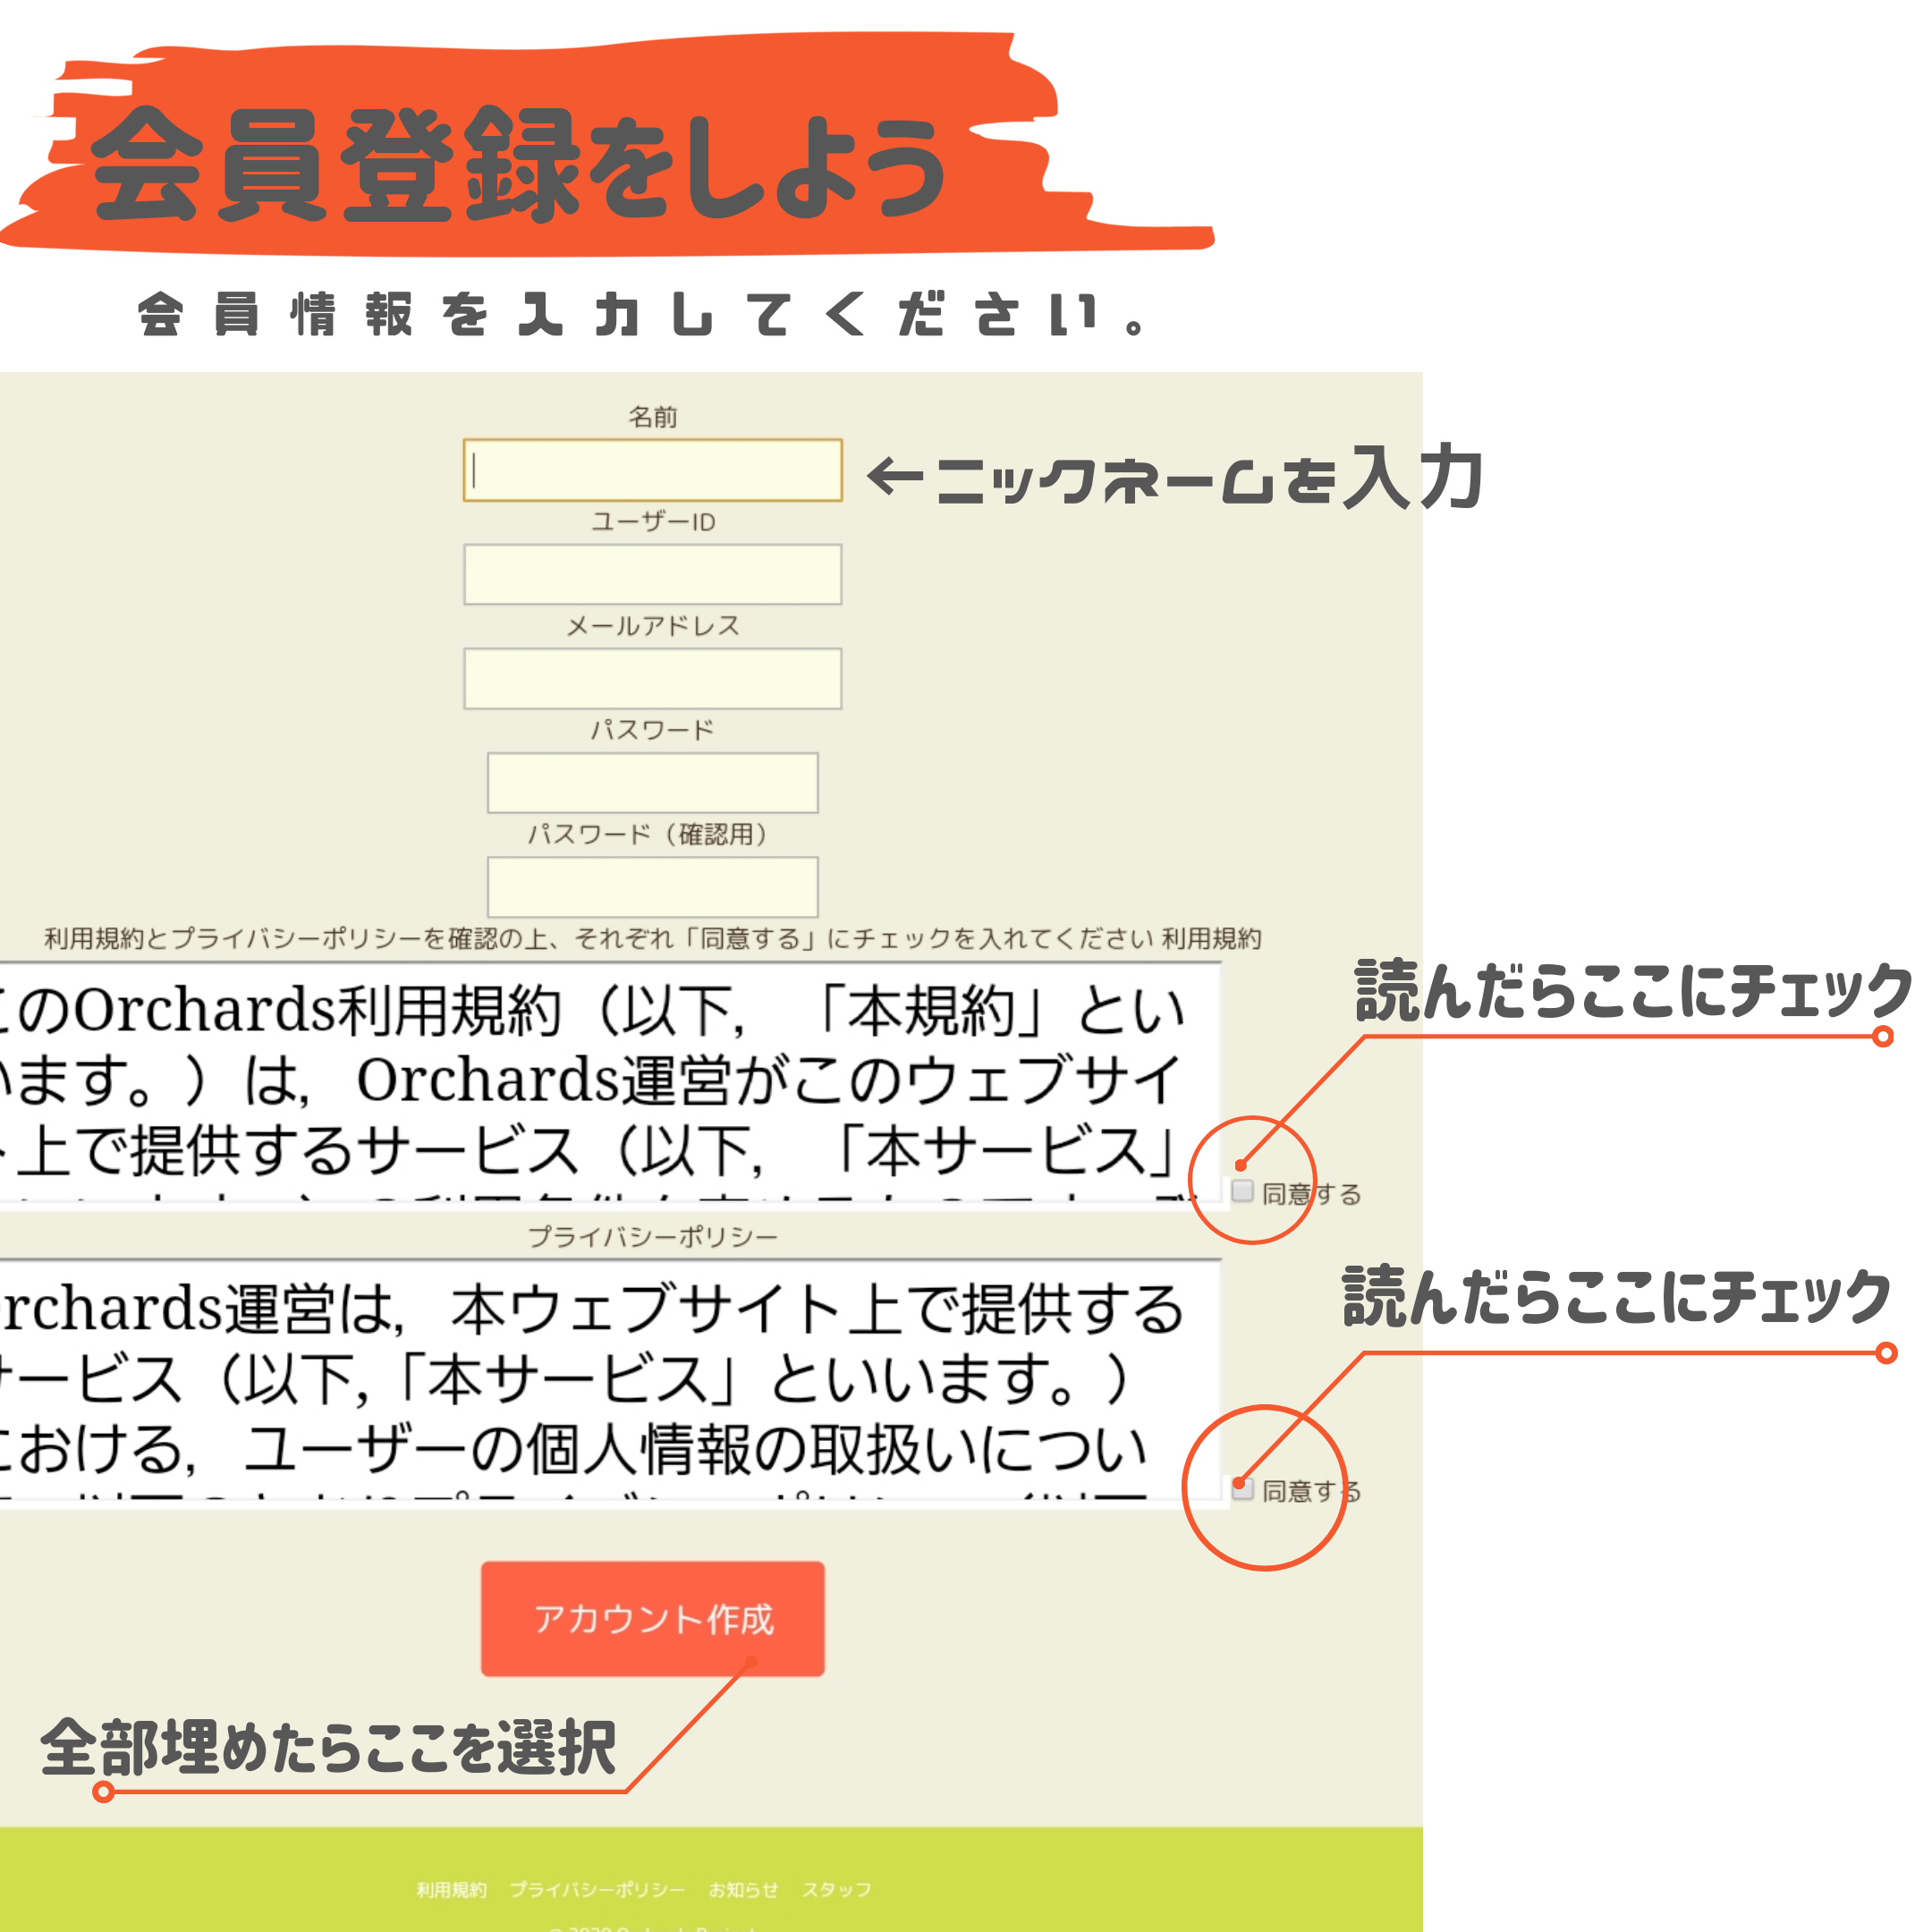 会員登録をしよう
会員情報を入力してください。
名前
←ニックネームを入力
ユーザーID
メールアドレス
パスワード
パスワード（確認用）
利用規約とプライバシーポリシーを確認の上、それぞれ「同意する」にチェックを入れてください 利用規約
読んだらここにチェック
このOrchards利用規約（以下，「本規約」とい
います。）は，Orchards運営がこのウェブサイ
ト上で提供するサービス（以下，「本サービス」
同意する
プライバシーポリシー
読んだらここにチェック
Orchards運営は，本ウェブサイト上で提供する
サービス（以下,「本サービス」といいます。）
における，ユーザーの個人情報の取扱いについ
同意する
アカウント作成
全部埋めたらここを選択
利用規約 プライバシーポリシー お知らせ スタッフ